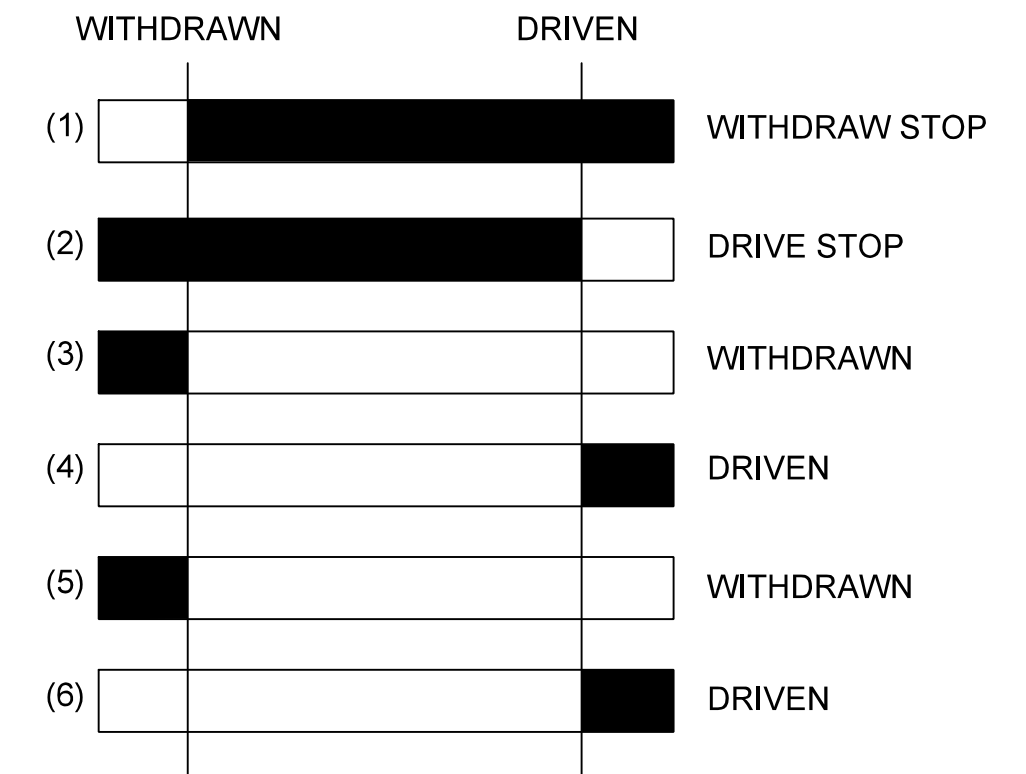 WITHDRAWN DRIVEN
(1) WITHDRAW STOP
(2) DRIVE STOP
(3) WITHDRAWN
(4) DRIVEN
(5) WITHDRAWN
(6) DRIVEN